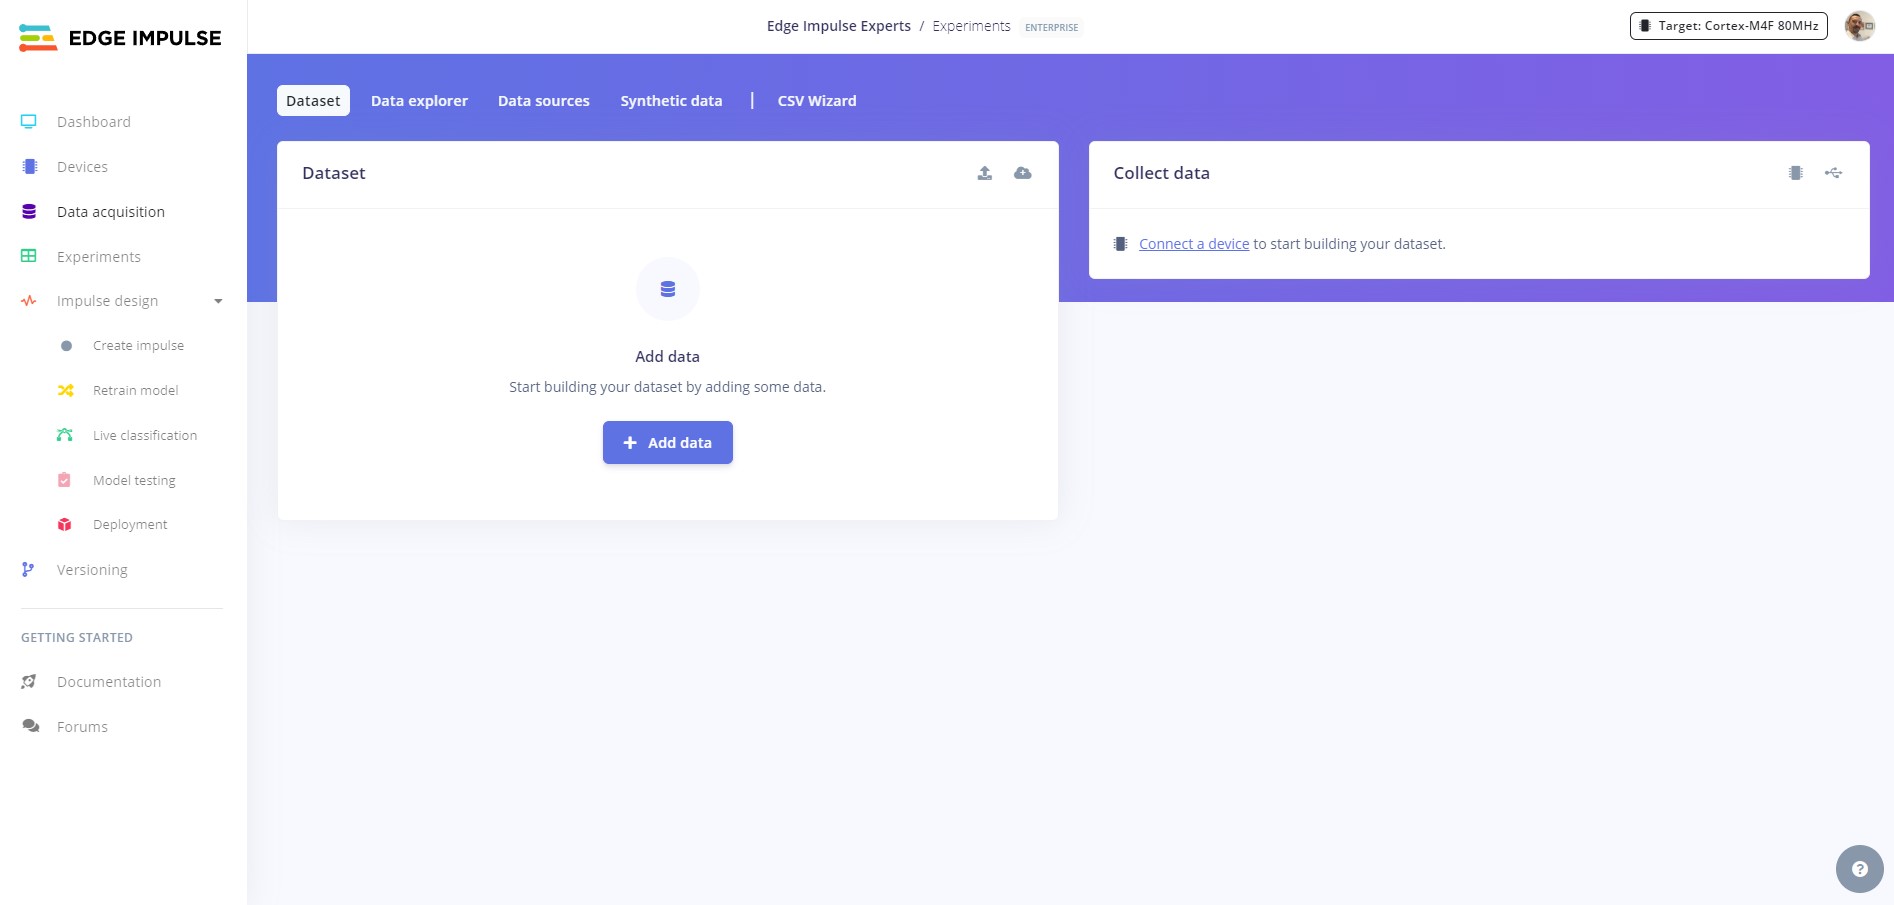 EDGE IMPULSE
Edge Impulse Experts / Experiments ENTERPRISE
Target: Cortex-M4F 80MHz
Dashboard
Devices
Data acquisition
Experiments
Impulse design
Create impulse
Retrain model
Live classification
Model testing
Deployment
Versioning
GETTING STARTED
Documentation
Forums
Dataset Data explorer Data sources Synthetic data | CSV Wizard
Dataset
Add data
Start building your dataset by adding some data.
+ Add data
Collect data
Connect a device to start building your dataset.
?